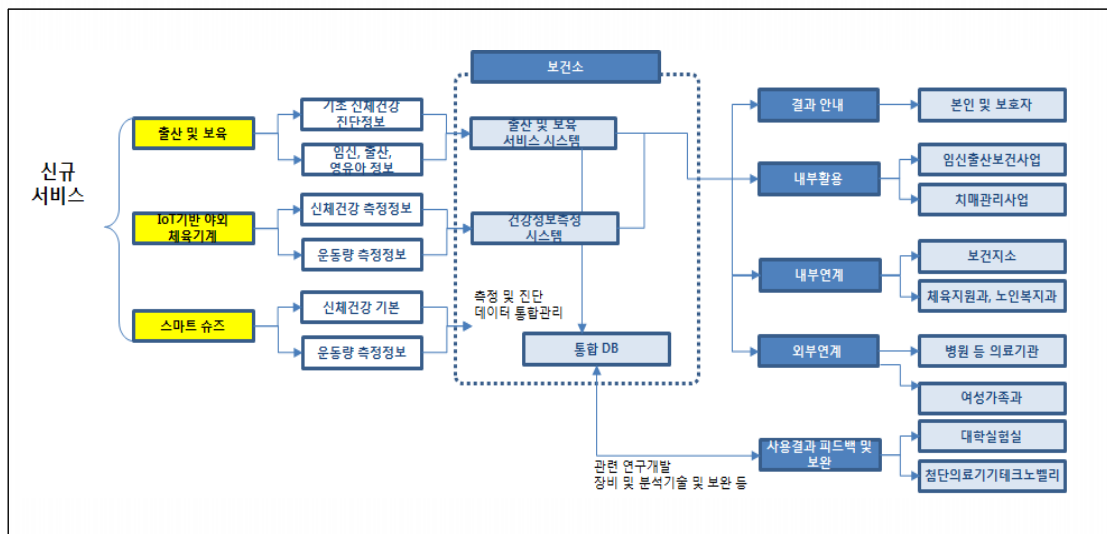 신규
서비스
출산 및 보육
IoT기반 야외
체육기계
스마트 슈즈
기초 신체건강
진단정보
임신, 출산,
영유아 정보
신체건강 측정정보
운동량 측정정보
신체건강 기본
운동량 측정정보
보건소
출산 및 보육
서비스 시스템
건강정보측정
시스템
측정 및 진단
데이터 통합관리
통합 DB
관련 연구개발
장비 및 분석기술 및 보완 등
결과 안내
내부활용
내부연계
외부연계
사용결과 피드백 및
보완
본인 및 보호자
임신출산보건사업
치매관리사업
보건지소
체육지원과, 노인복지과
병원 등 의료기관
여성가족과
대학실험실
첨단의료기기테크노벨리